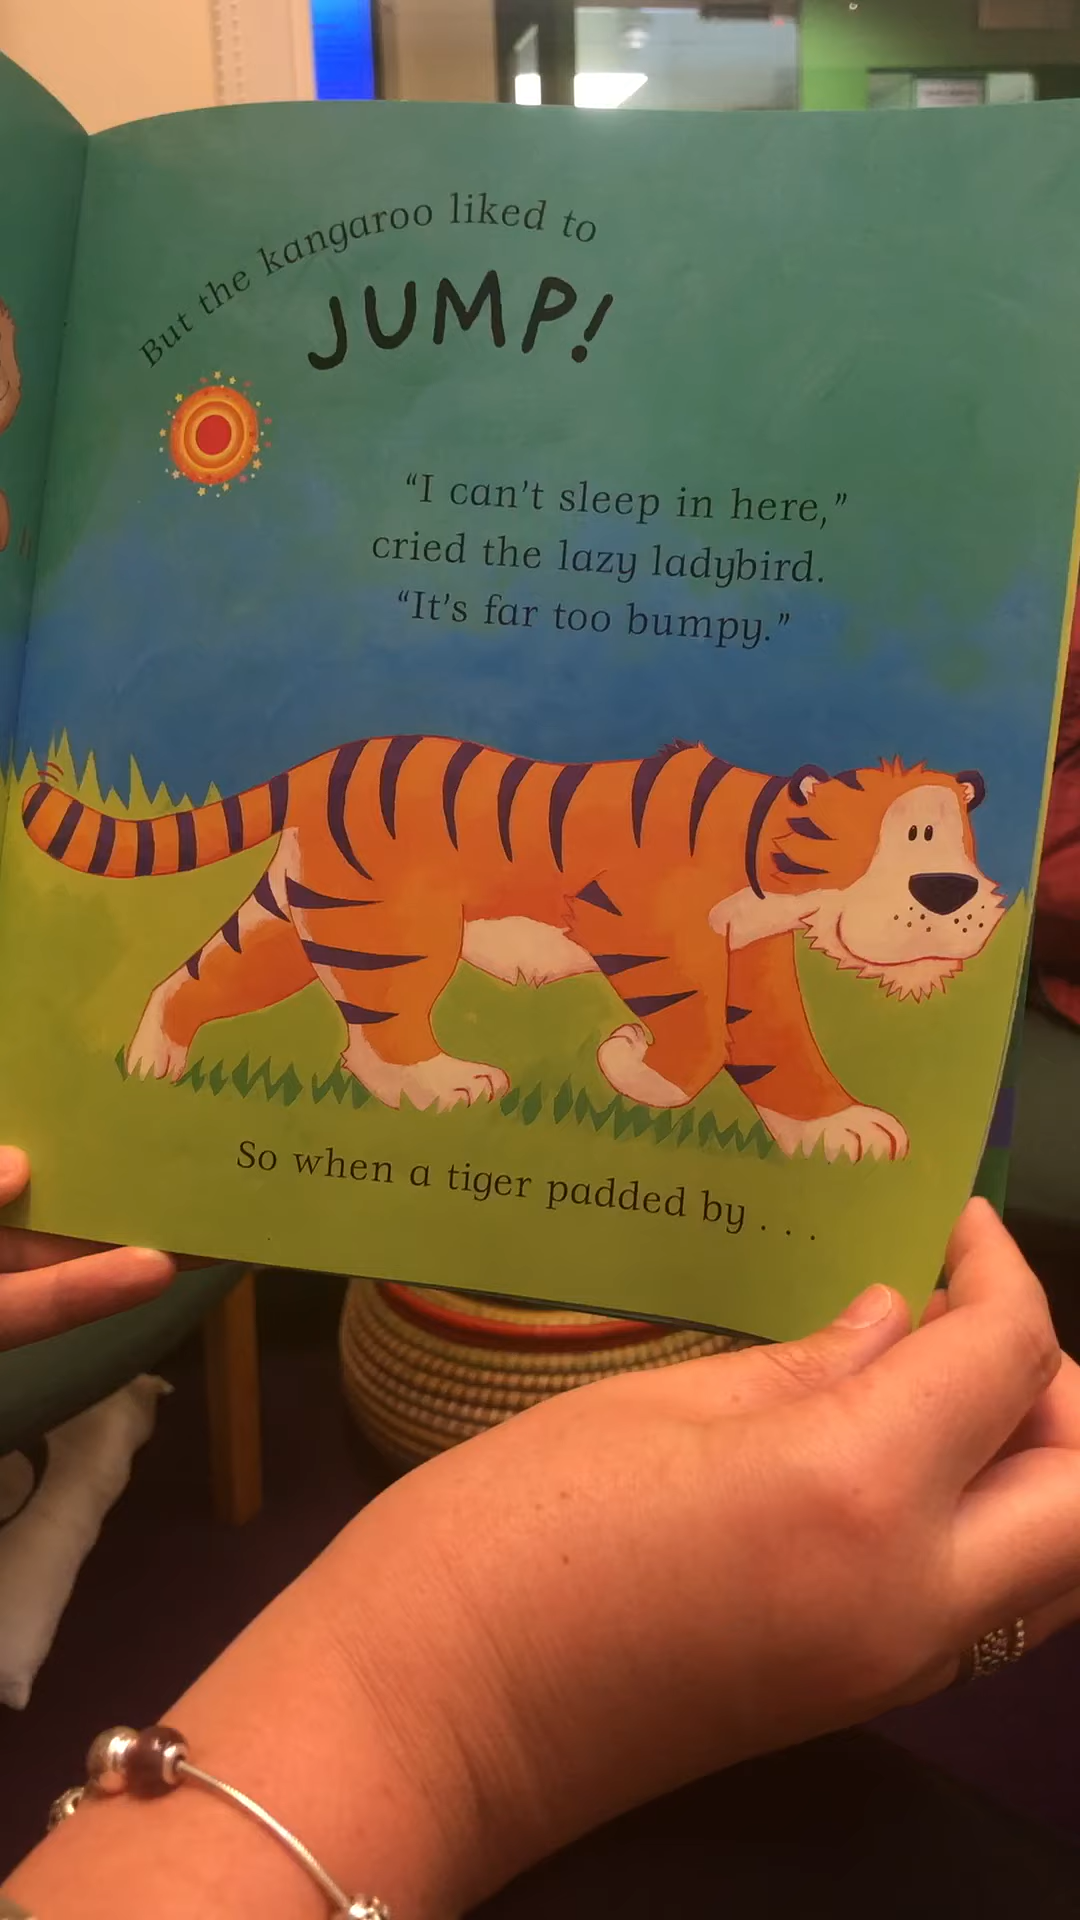 But the kangaroo liked to
JUMP!
“I can’t sleep in here,”
cried the lazy ladybird.
“It’s far too bumpy.”
So when a tiger padded by . . .